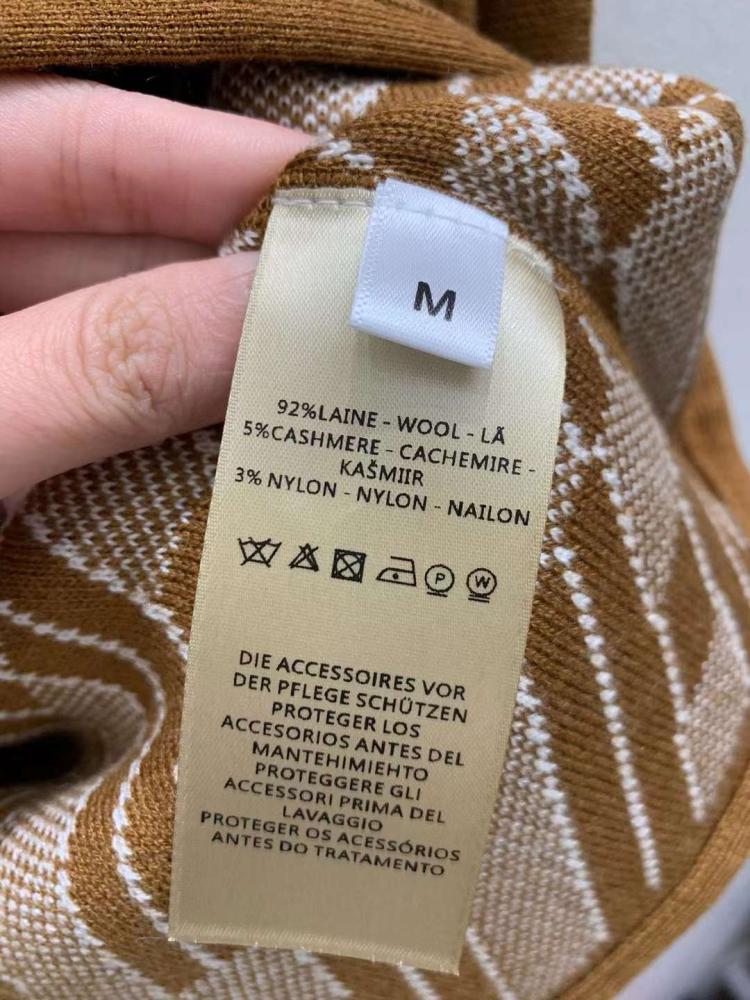 M
92%LAINE - WOOL - LÃ
5%CASHMERE - CACHEMIRE -
KAŠMIIR
3% NYLON - NYLON - NAILON
P W
DIE ACCESSOIRES VOR
DER PFLEGE SCHÜTZEN
PROTEGER LOS
ACCESORIOS ANTES DEL
MANTEHIMIEHTO
PROTEGGERE GLI
ACCESSORI PRIMA DEL
LAVAGGIO
PROTEGER OS ACESSÓRIOS
ANTES DO TRATAMENTO